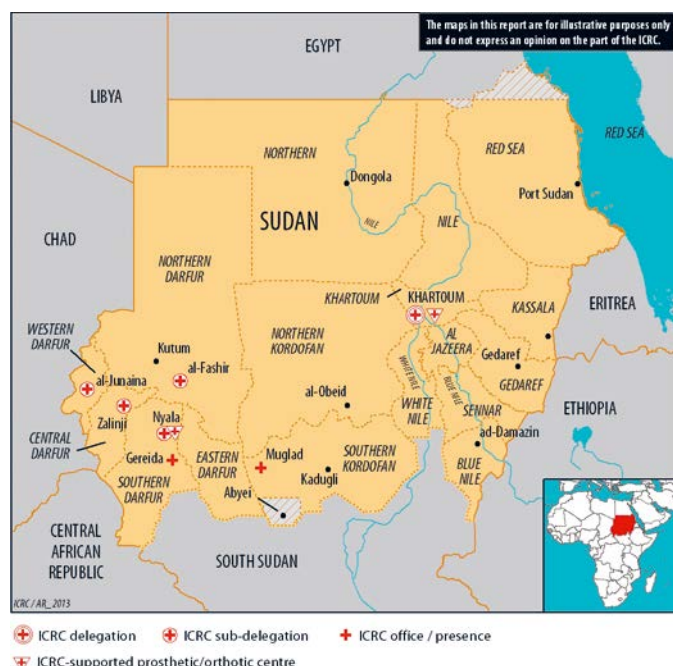 The maps in this report are for illustrative purposes only
and do not express an opinion on the part of the ICRC.
EGYPT
LIBYA
RED SEA
NORTHERN
RED SEA
Dongola
Port Sudan
SUDAN
NILE
NILE
CHAD
NORTHERN
DARFUR
KHARTOUM
KHARTOUM
KASSALA
ERITREA
WESTERN
DARFUR
NORTHERN
KORDOFAN
AL
JAZEERA
Kutum
al-Fashir
Gedaref
al-Junaina
WHITE NILE
BLUE NILE
GEDAREF
al-Obeid
WHITE
NILE
SENNAR
ETHIOPIA
Zalinji
Nyala
ad-Damazin
CENTRAL
DARFUR
Gereida
EASTERN
DARFUR
Muglad
SOUTHERN
KORDOFAN
BLUE
NILE
Kadugli
SOUTHERN
DARFUR
Abyei
CENTRAL
AFRICAN
REPUBLIC
SOUTH SUDAN
ICRC / AR_2013
ICRC delegation
ICRC sub-delegation
ICRC office / presence
ICRC-supported prosthetic/orthotic centre